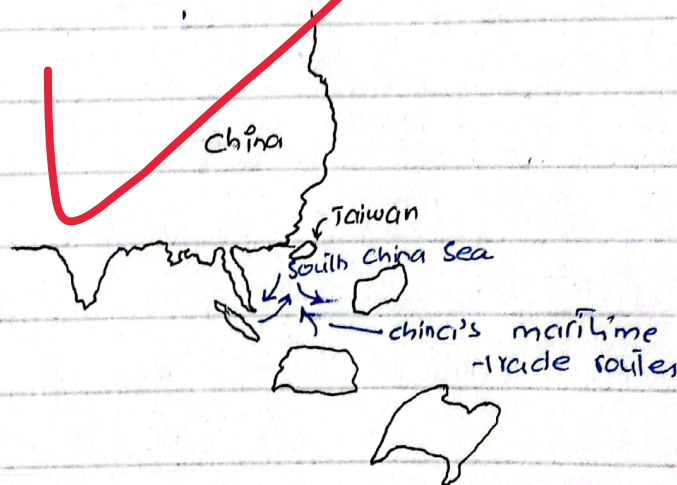 China
Taiwan
South China Sea
China's maritime
trade routes